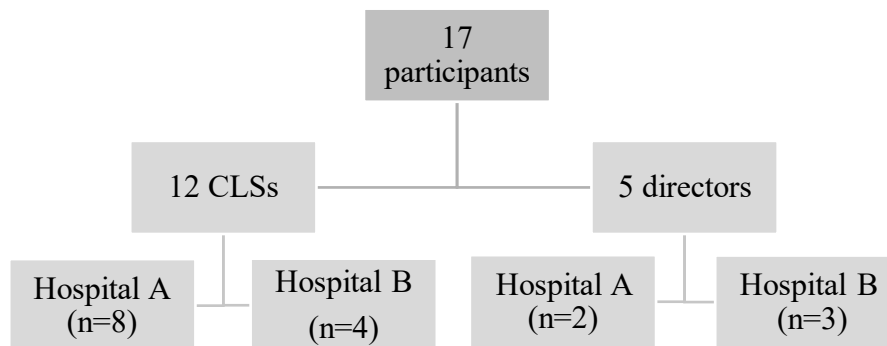 17
participants
12 CLSs
5 directors
Hospital A
(n=8)
Hospital B
(n=4)
Hospital A
(n=2)
Hospital B
(n=3)